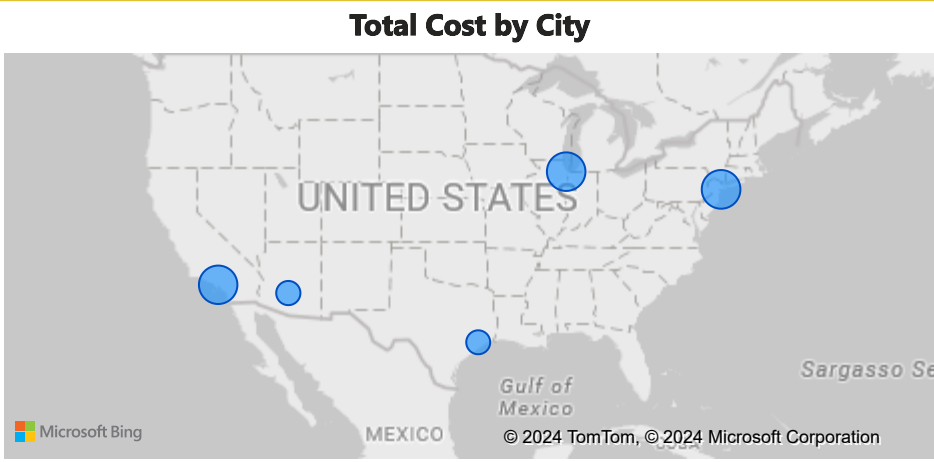 Total Cost by City
UNITED STATES
Sargasso Se
Gulf of
Mexico
Microsoft Bing
MEXICO
© 2024 TomTom, © 2024 Microsoft Corporation